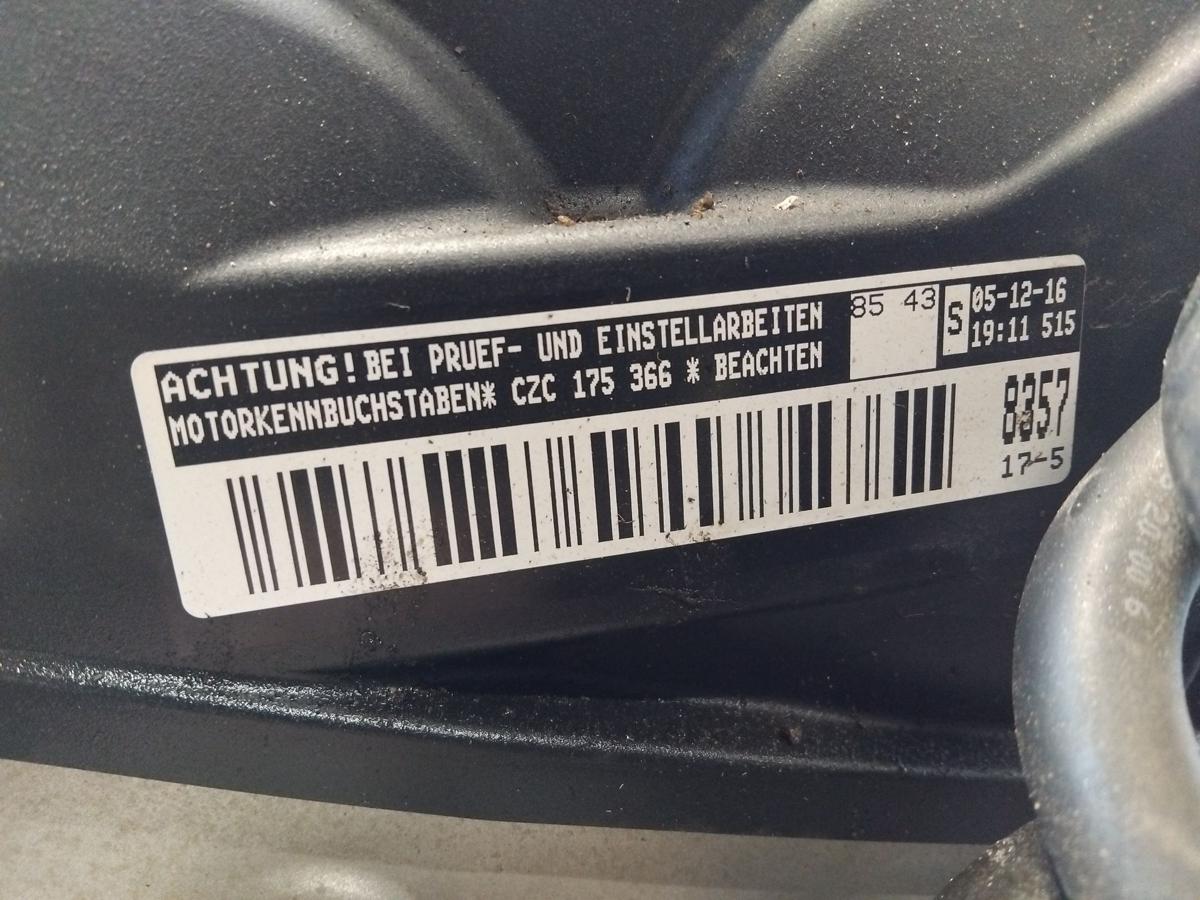 ACHTUNG! BEI PRUEF- UND EINSTELLARBEITEN
MOTORKENNBUCHSTABEN* CZC 175 366 * BEACHTEN
85 43
S
05-12-16
19:11 515
8357
17-5